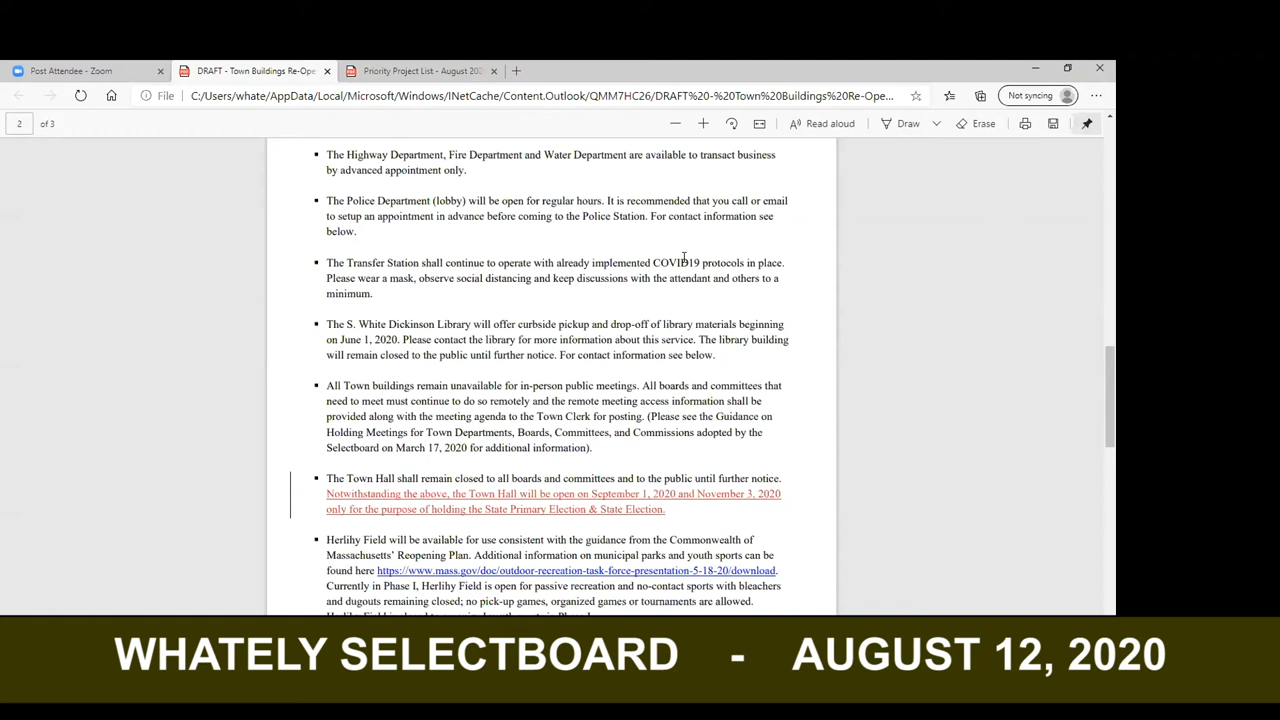 Post Attendee - Zoom
DRAFT - Town Buildings Re-Ope
Priority Project List - August 202
File
C:/Users/whate/AppData/Local/Microsoft/Windows/INetCache/Content.Outlook/QMM7HC26/DRAFT%20-%20Town%20Buildings%20Re-Ope...
Not syncing
2 of 3
Read aloud
Draw
Erase
▪ The Highway Department, Fire Department and Water Department are available to transact business
by advanced appointment only.
▪ The Police Department (lobby) will be open for regular hours. It is recommended that you call or email
to setup an appointment in advance before coming to the Police Station. For contact information see
below.
▪ The Transfer Station shall continue to operate with already implemented COVID19 protocols in place.
Please wear a mask, observe social distancing and keep discussions with the attendant and others to a
minimum.
▪ The S. White Dickinson Library will offer curbside pickup and drop-off of library materials beginning
on June 1, 2020. Please contact the library for more information about this service. The library building
will remain closed to the public until further notice. For contact information see below.
▪ All Town buildings remain unavailable for in-person public meetings. All boards and committees that
need to meet must continue to do so remotely and the remote meeting access information shall be
provided along with the meeting agenda to the Town Clerk for posting. (Please see the Guidance on
Holding Meetings for Town Departments, Boards, Committees, and Commissions adopted by the
Selectboard on March 17, 2020 for additional information).
▪ The Town Hall shall remain closed to all boards and committees and to the public until further notice.
Notwithstanding the above, the Town Hall will be open on September 1, 2020 and November 3, 2020
only for the purpose of holding the State Primary Election & State Election.
▪ Herlihy Field will be available for use consistent with the guidance from the Commonwealth of
Massachusetts' Reopening Plan. Additional information on municipal parks and youth sports can be
found here https://www.mass.gov/doc/outdoor-recreation-task-force-presentation-5-18-20/download.
Currently in Phase I, Herlihy Field is open for passive recreation and no-contact sports with bleachers
and dugouts remaining closed; no pick-up games, organized games or tournaments are allowed.
WHATELY SELECTBOARD - AUGUST 12, 2020